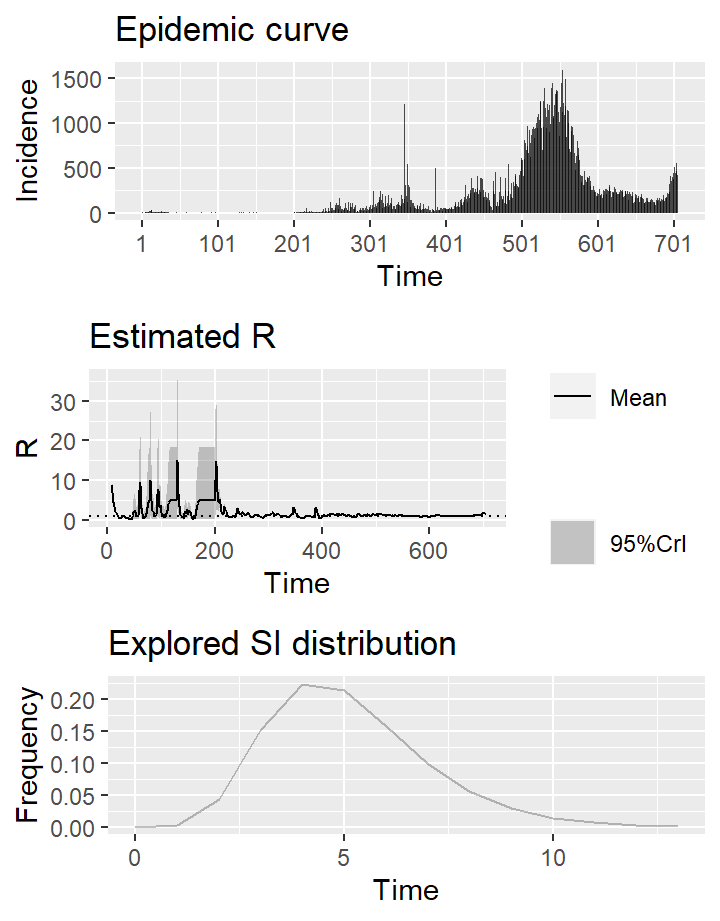 Epidemic curve
Incidence
1500
1000
500
0
1 101 201 301 401 501 601 701
Time
Estimated R
R
30
20
10
0
0 200 400 600
Time
Mean
95%CrI
Explored SI distribution
Frequency
0.20
0.15
0.10
0.05
0.00
0 5 10
Time